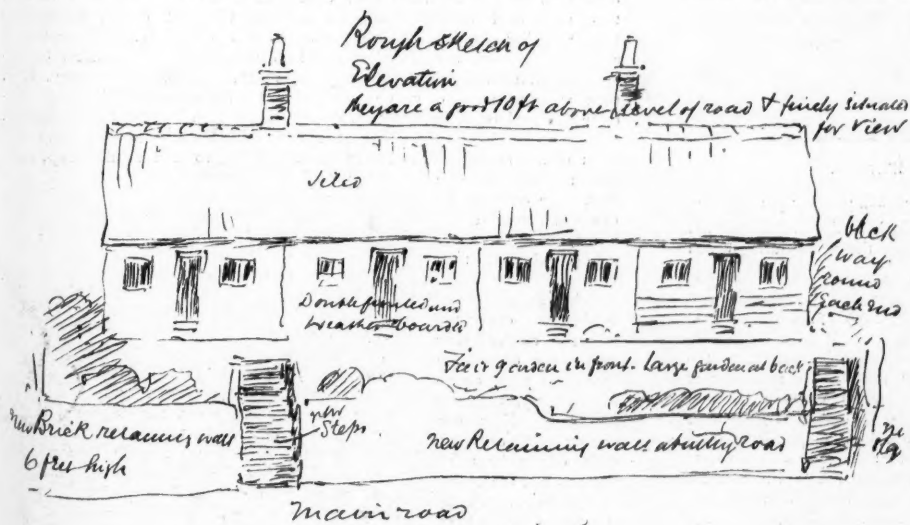 Rough sketch of
Elevation
They are a good 10 ft above level of road & finely situated
for view
Tiled
back
way
round
each end
Double fronted and
weather boarded
Fair garden in front. Large garden at back
new Brick retaining wall
6 feet high
new
Steps
new Retaining wall abutting road
Main road